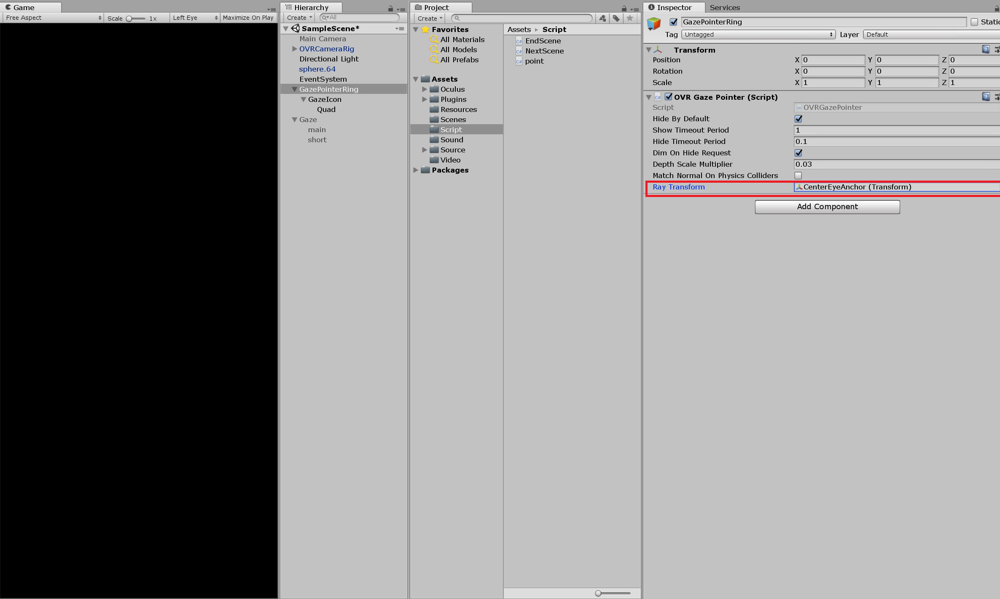 Game
Free Aspect
Scale 1x
Left Eye
Maximize On Play
Hierarchy
Create
All
SampleScene*
Main Camera
OVRCameraRig
Directional Light
sphere.64
EventSystem
GazePointerRing
GazeIcon
Quad
Gaze
main
short
Project
Create
Favorites
All Materials
All Models
All Prefabs
Assets
Oculus
Plugins
Resources
Scenes
Script
Sound
Source
Video
Packages
Assets Script
C# EndScene
C# NextScene
C# point
Inspector Services
GazePointerRing Static
Tag Untagged Layer Default
Transform
Position X 0 Y 0 Z 0
Rotation X 0 Y 0 Z 0
Scale X 1 Y 1 Z 1
C# OVR Gaze Pointer (Script)
Script OVRGazePointer
Hide By Default
Show Timeout Period 1
Hide Timeout Period 0.1
Dim On Hide Request
Depth Scale Multiplier 0.03
Match Normal On Physics Colliders
Ray Transform CenterEyeAnchor (Transform)
Add Component